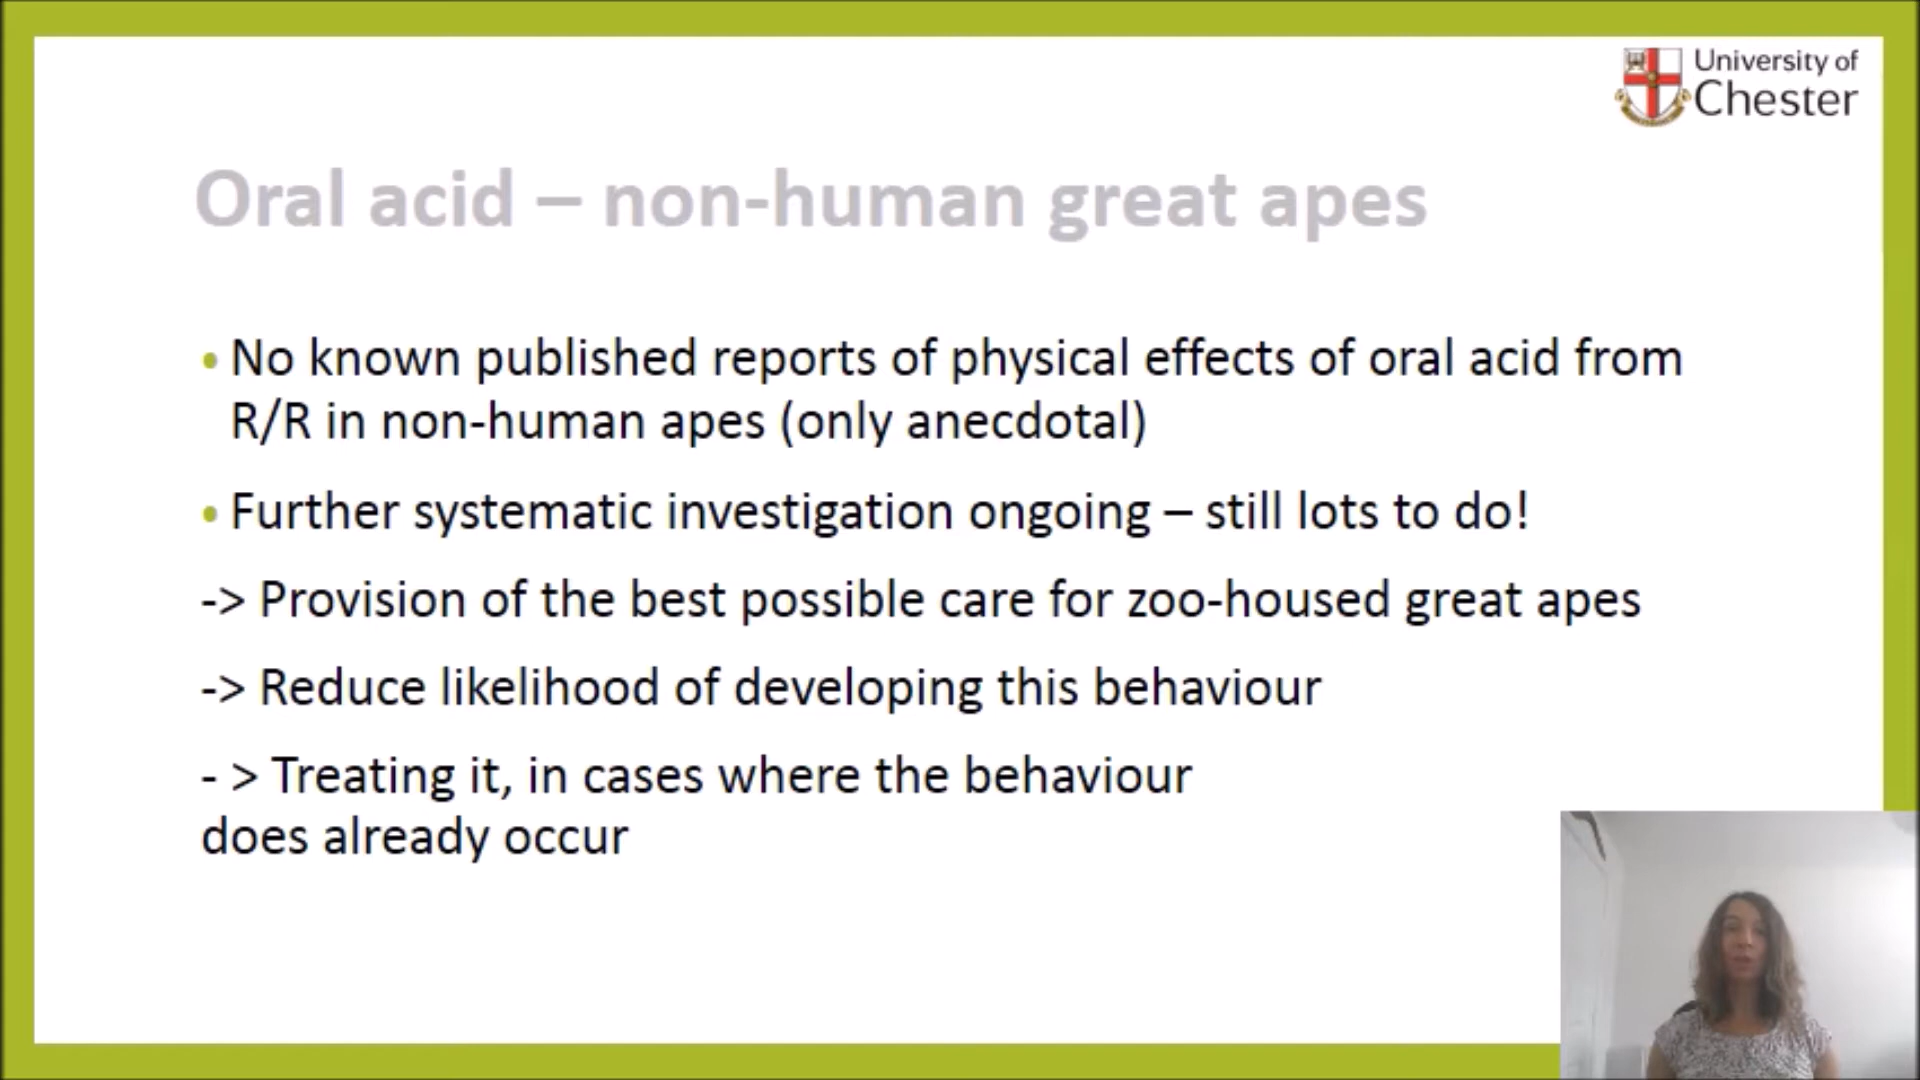 University of
Chester
Oral acid – non-human great apes
• No known published reports of physical effects of oral acid from
R/R in non-human apes (only anecdotal)
• Further systematic investigation ongoing – still lots to do!
-> Provision of the best possible care for zoo-housed great apes
-> Reduce likelihood of developing this behaviour
- > Treating it, in cases where the behaviour
does already occur